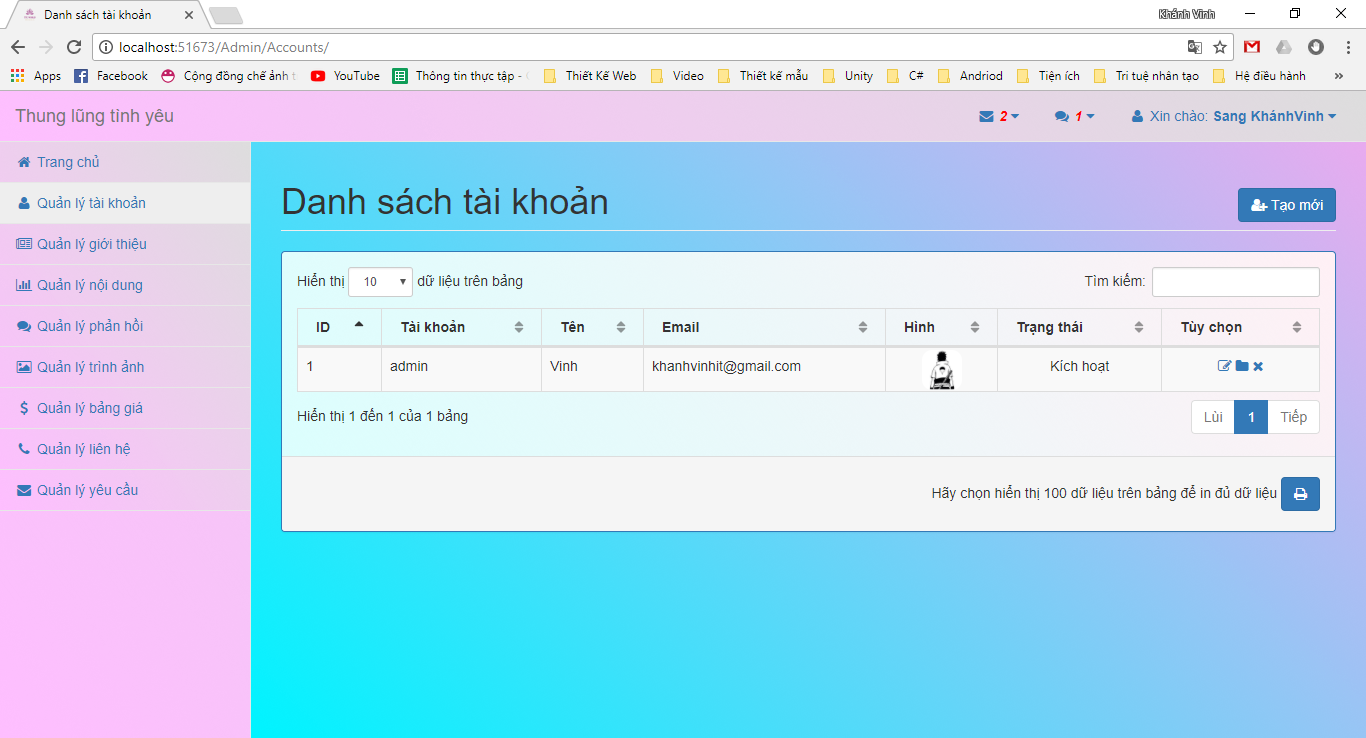 Danh sách tài khoản
Khánh Vinh
localhost:51673/Admin/Accounts/
Apps Facebook Cộng đồng chế ảnh t YouTube Thông tin thực tập - Thiết Kế Web Video Thiết kế mẫu Unity C# Andriod Tiện ích Trí tuệ nhân tạo Hệ điều hành »
Thung lũng tình yêu 2 1 Xin chào: Sang KhánhVinh
Trang chủ
Quản lý tài khoản
Quản lý giới thiệu
Quản lý nội dung
Quản lý phản hồi
Quản lý trình ảnh
Quản lý bảng giá
Quản lý liên hệ
Quản lý yêu cầu
Danh sách tài khoản
Tạo mới
Hiển thị 10 dữ liệu trên bảng Tìm kiếm:
ID Tài khoản Tên Email Hình Trạng thái Tùy chọn
1 admin Vinh khanhvinhit@gmail.com Kích hoạt
Hiển thị 1 đến 1 của 1 bảng Lùi 1 Tiếp
Hãy chọn hiển thị 100 dữ liệu trên bảng để in đủ dữ liệu